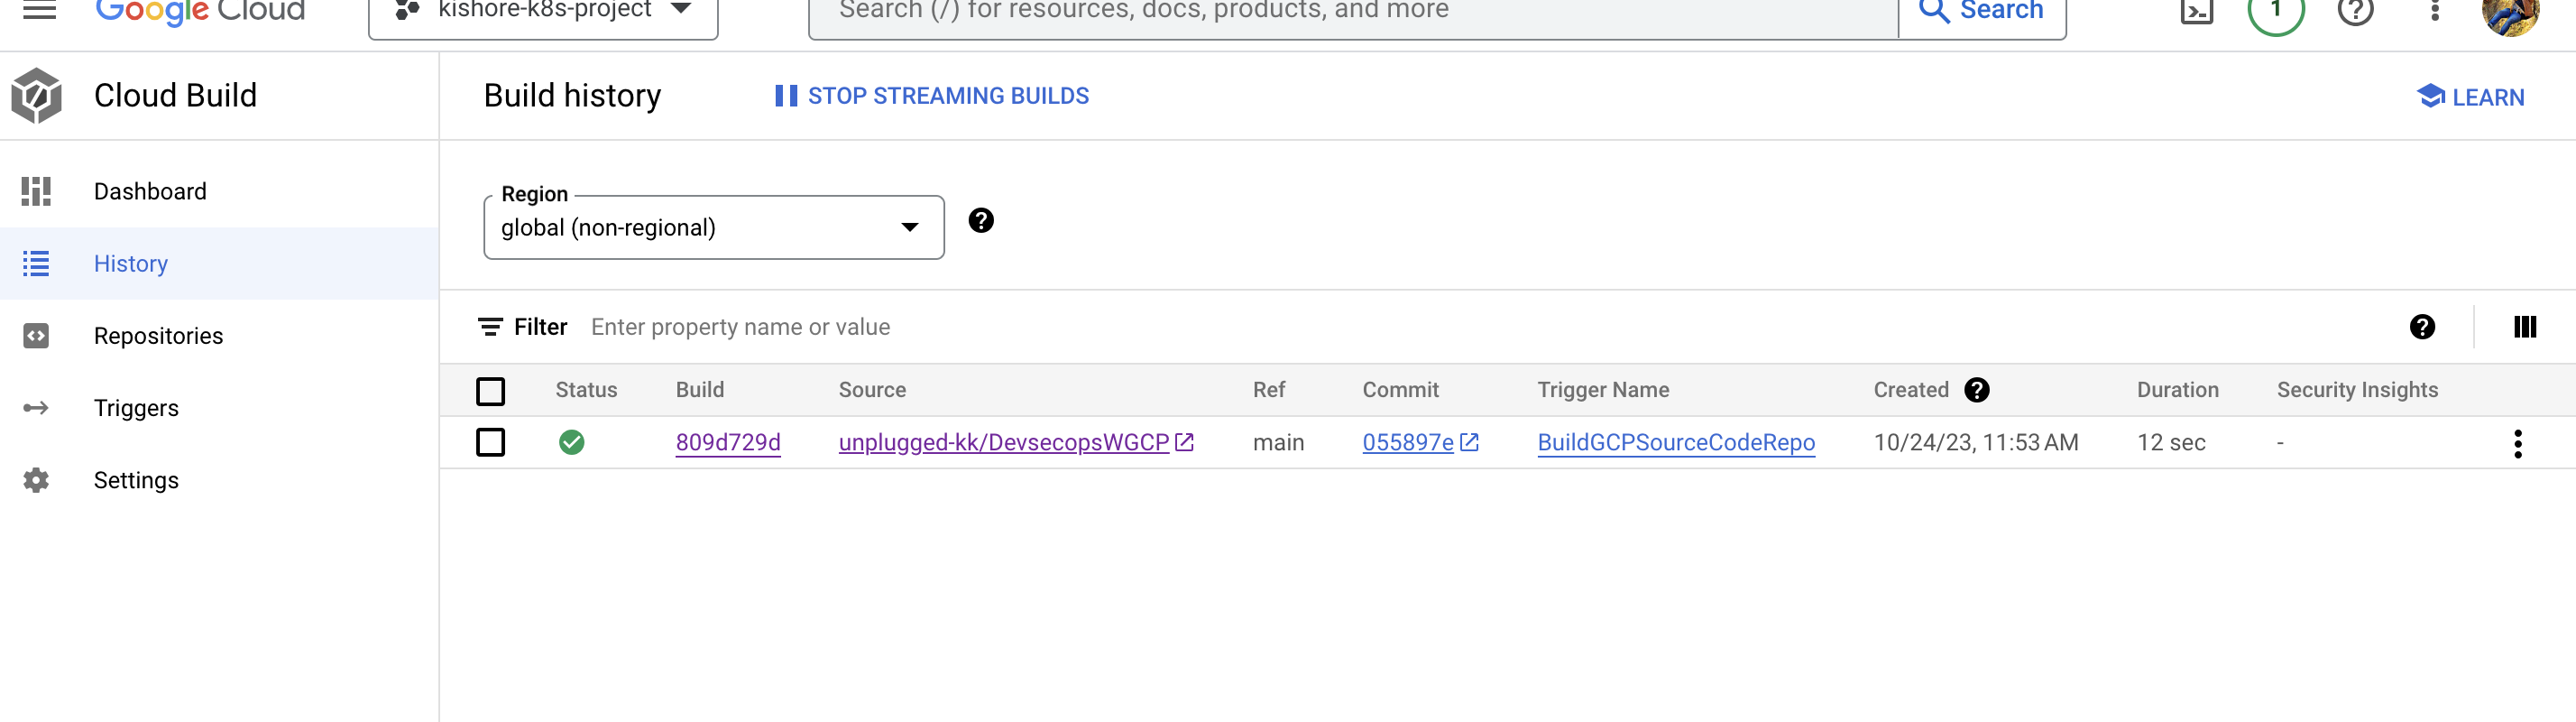 Google Cloud
kishore-k8s-project
Search (/) for resources, docs, products, and more
Search
1
Cloud Build
Build history
STOP STREAMING BUILDS
LEARN
Dashboard
History
Repositories
Triggers
Settings
Region
global (non-regional)
Filter Enter property name or value
Status Build Source Ref Commit Trigger Name Created Duration Security Insights
809d729d unplugged-kk/DevsecopsWGCP main 055897e BuildGCPSourceCodeRepo 10/24/23, 11:53 AM 12 sec -